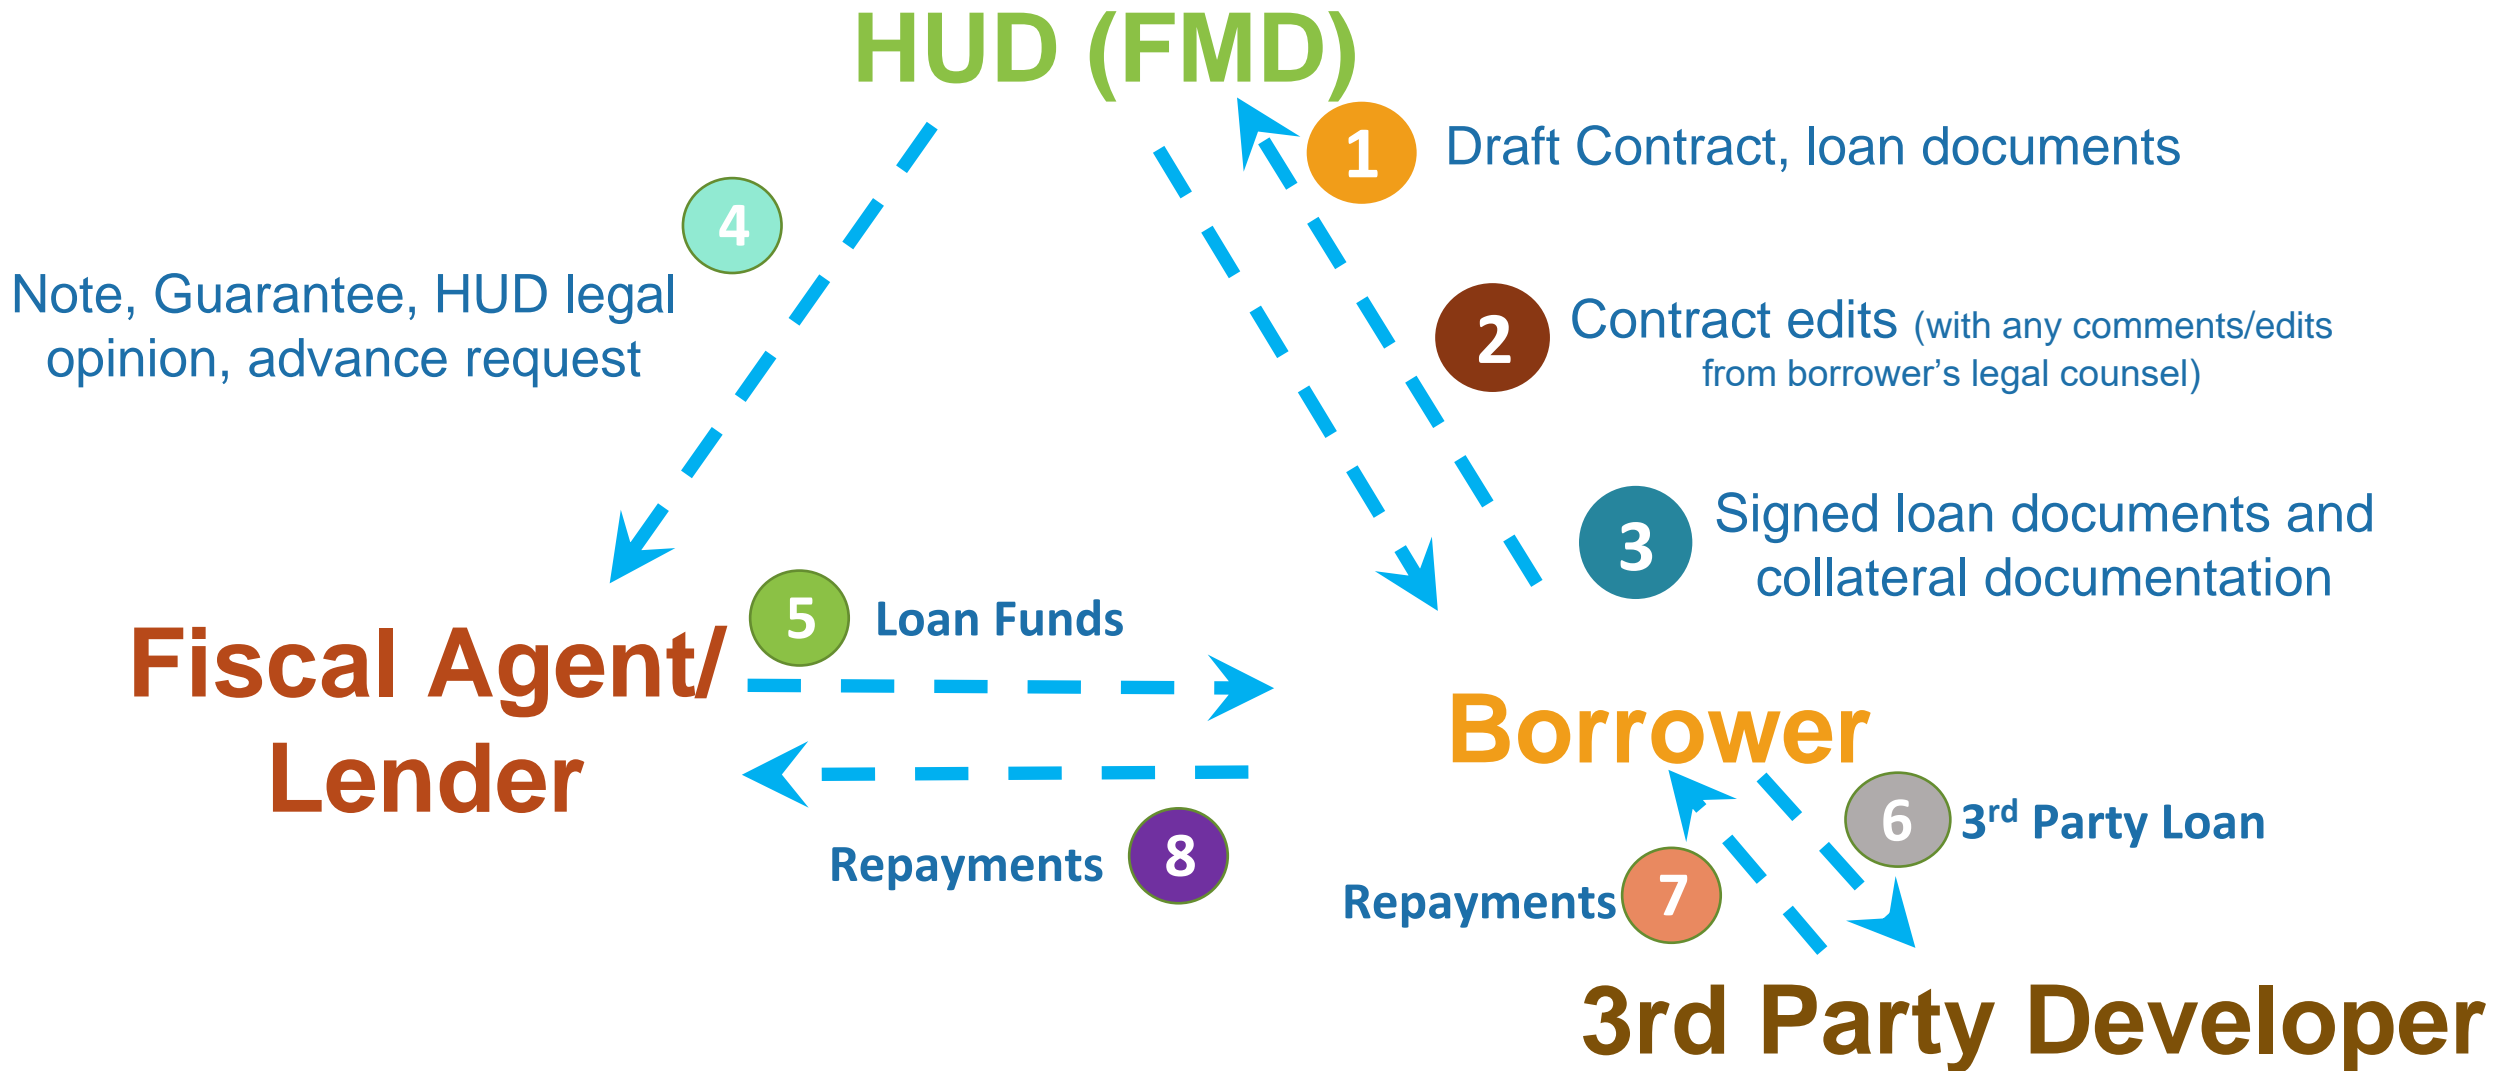 HUD (FMD)
1
Draft Contract, loan documents
4
Note, Guarantee, HUD legal
opinion, advance request
2
Contract edits (with any comments/edits
from borrower's legal counsel)
3
Signed loan documents and
collateral documentation
5
Loan Funds
Fiscal Agent/
Lender
Borrower
Repayments
8
6
3rd Party Loan
Repayments
7
3rd Party Developer